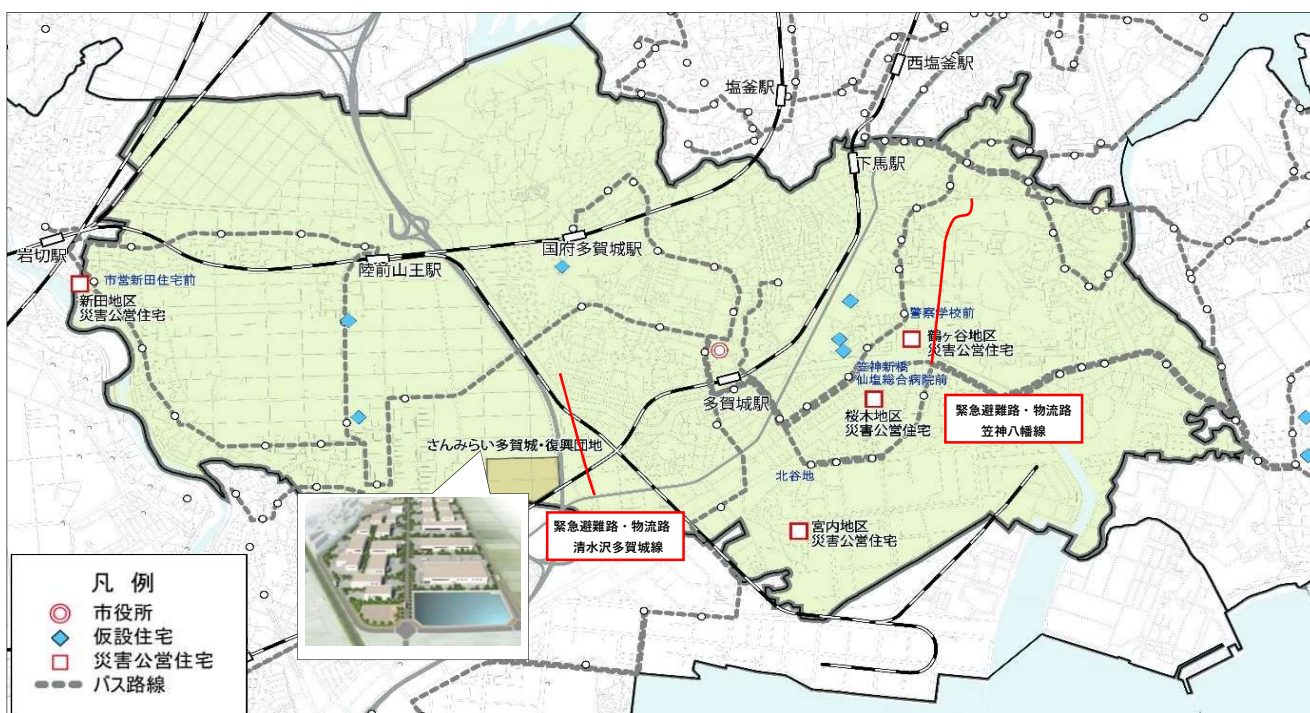 西塩釜駅
塩釜駅
下馬駅
国府多賀城駅
岩切駅
陸前山王駅
市営新田住宅前
新田地区
災害公営住宅
警察学校前
鶴ヶ谷地区
災害公営住宅
笠神新橋
仙塩総合病院前
多賀城駅
桜木地区
災害公営住宅
緊急避難路・物流路
笠神八幡線
さんみらい多賀城・復興団地
北谷地
緊急避難路・物流路
清水沢多賀城線
宮内地区
災害公営住宅
凡 例
市役所
仮設住宅
災害公営住宅
バス路線